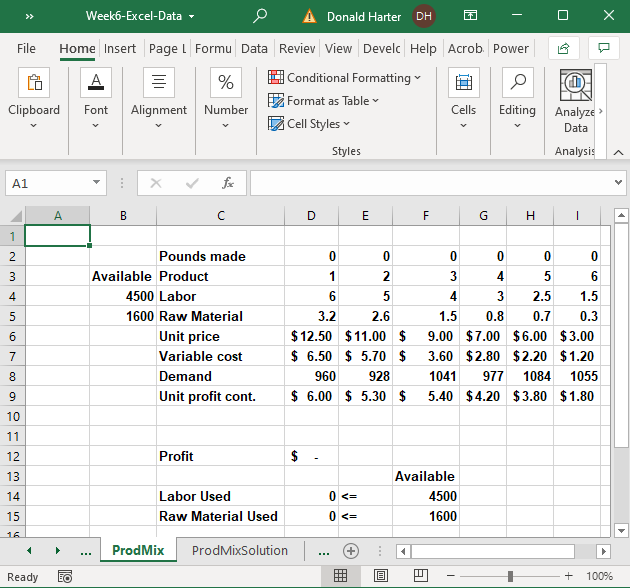 » Week6-Excel-Data Donald Harter DH
File Home Insert Page L Formu Data Review View Develc Help Acrob Power
Clipboard Font Alignment % Number Conditional Formatting Format as Table Cell Styles Cells Editing Analyze Data
Styles Analysis
A1 fx
A B C D E F G H I
1
2 Pounds made 0 0 0 0 0 0
3 Available Product 1 2 3 4 5 6
4 4500 Labor 6 5 4 3 2.5 1.5
5 1600 Raw Material 3.2 2.6 1.5 0.8 0.7 0.3
6 Unit price $12.50 $11.00 $ 9.00 $7.00 $6.00 $3.00
7 Variable cost $ 6.50 $ 5.70 $ 3.60 $2.80 $2.20 $1.20
8 Demand 960 928 1041 977 1084 1055
9 Unit profit cont. $ 6.00 $ 5.30 $ 5.40 $4.20 $3.80 $1.80
10
11
12 Profit $ -
13 Available
14 Labor Used 0 <= 4500
15 Raw Material Used 0 <= 1600
16
... ProdMix ProdMixSolution ...
Ready 100%